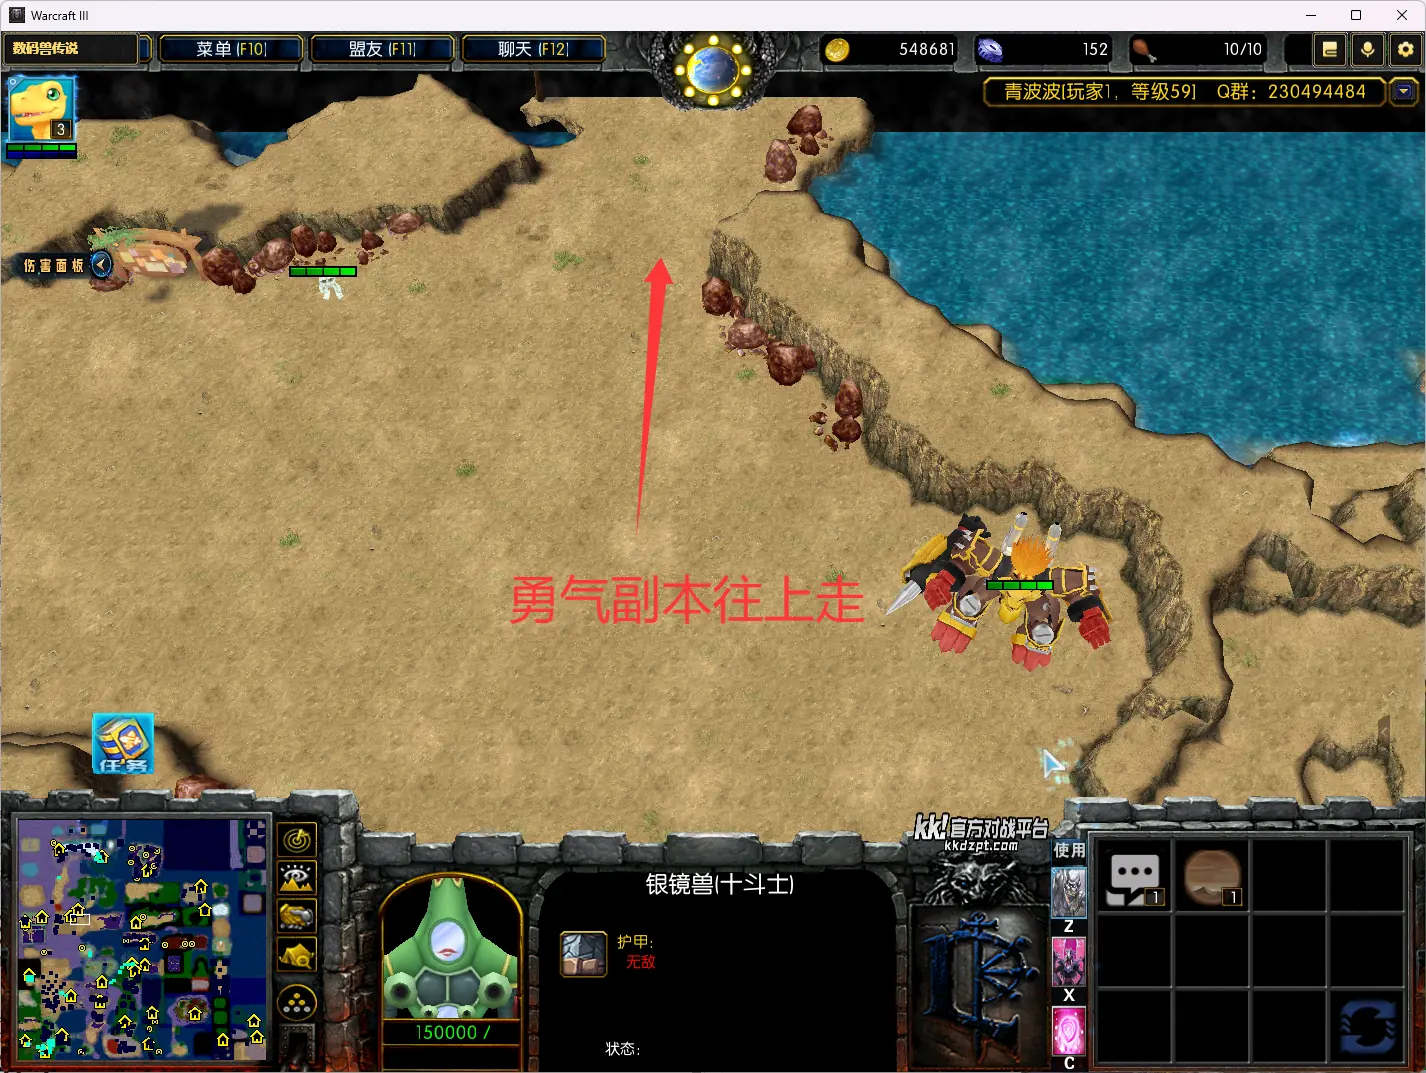 Warcraft III
数码兽传说
菜单 (F10)
盟友 (F11)
聊天 (F12)
548681
152
10/10
青波波[玩家1，等级59] Q群：230494484
3
伤害面板
勇气副本往上走
任务
kk!官方对战平台
kkdzpt.com
银镜兽(十斗士)
护甲:
无敌
状态:
150000 /
使用
Z
X
C
1
1